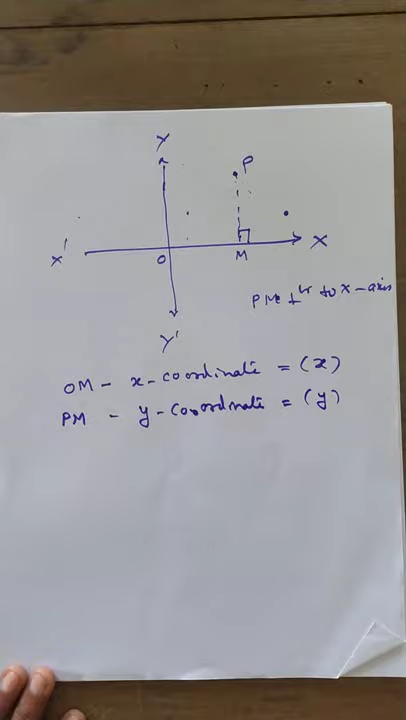 Y
P
X' O M X
PM ⊥ʳ to X-axis
Y'
OM - x-coordinate = (x)
PM - y-coordinate = (y)